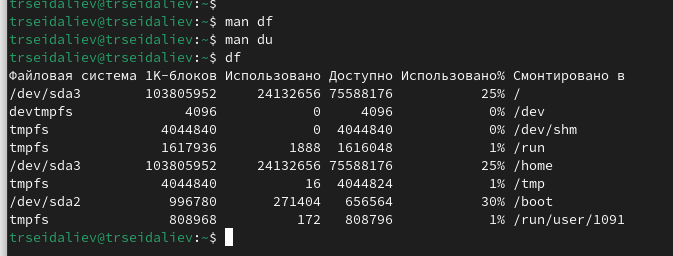 trseidaliev@trseidaliev:~$
trseidaliev@trseidaliev:~$ man df
trseidaliev@trseidaliev:~$ man du
trseidaliev@trseidaliev:~$ df
Файловая система 1K-блоков Использовано Доступно Использовано% Смонтировано в
/dev/sda3 103805952 24132656 75588176 25% /
devtmpfs 4096 0 4096 0% /dev
tmpfs 4044840 0 4044840 0% /dev/shm
tmpfs 1617936 1888 1616048 1% /run
/dev/sda3 103805952 24132656 75588176 25% /home
tmpfs 4044840 16 4044824 1% /tmp
/dev/sda2 996780 271404 656564 30% /boot
tmpfs 808968 172 808796 1% /run/user/1091
trseidaliev@trseidaliev:~$